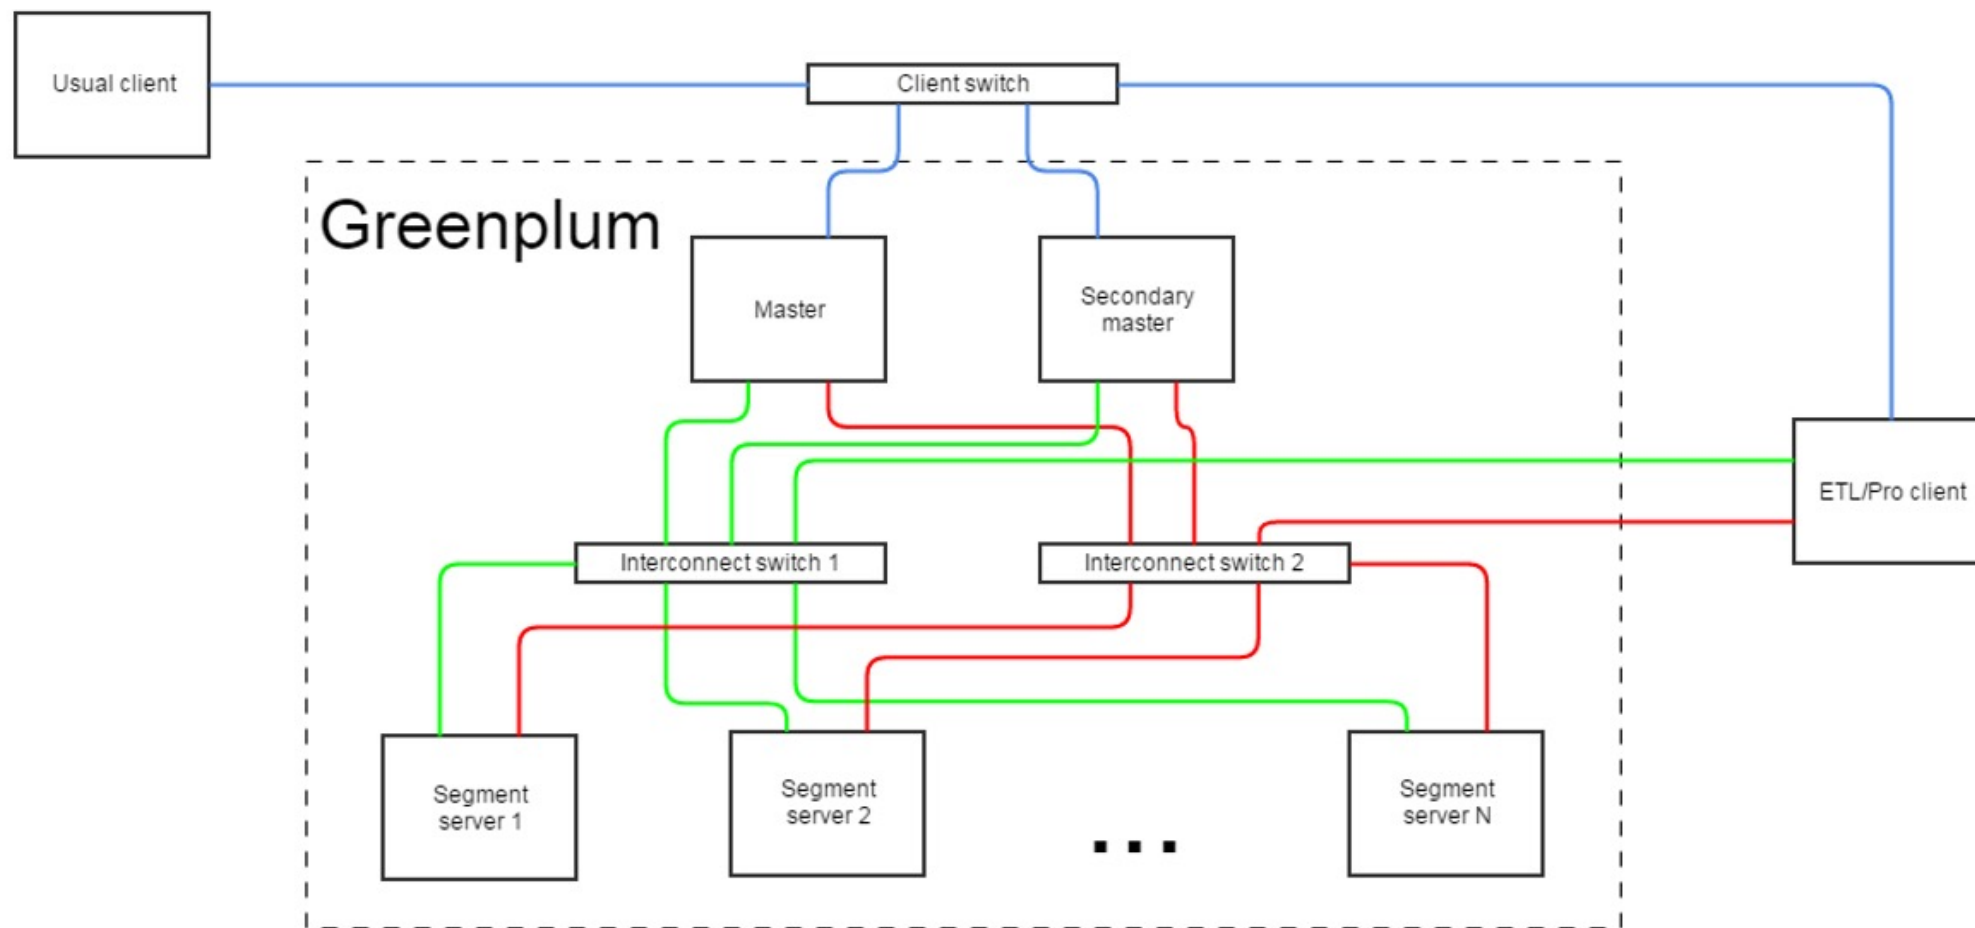 Usual client
Client switch
Greenplum
Master
Secondary
master
ETL/Pro client
Interconnect switch 1
Interconnect switch 2
Segment
server 1
Segment
server 2
...
Segment
server N